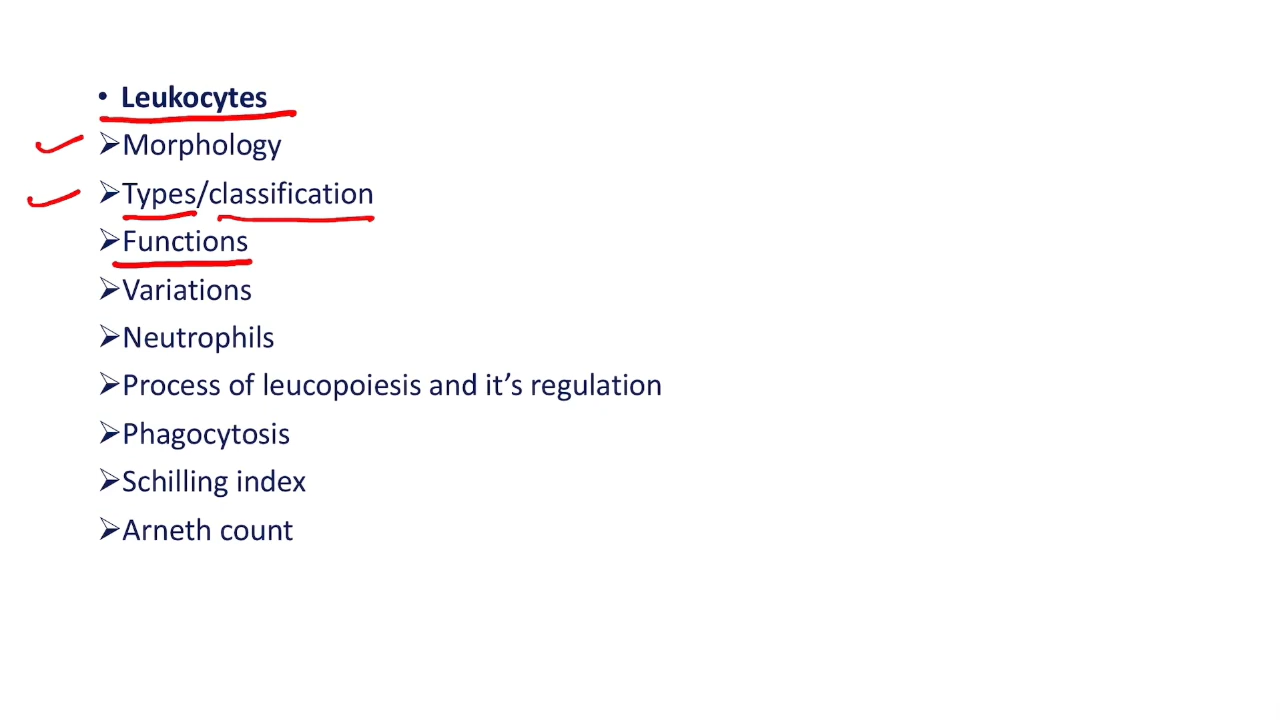 • Leukocytes
➢Morphology
➢Types/classification
➢Functions
➢Variations
➢Neutrophils
➢Process of leucopoiesis and it’s regulation
➢Phagocytosis
➢Schilling index
➢Arneth count